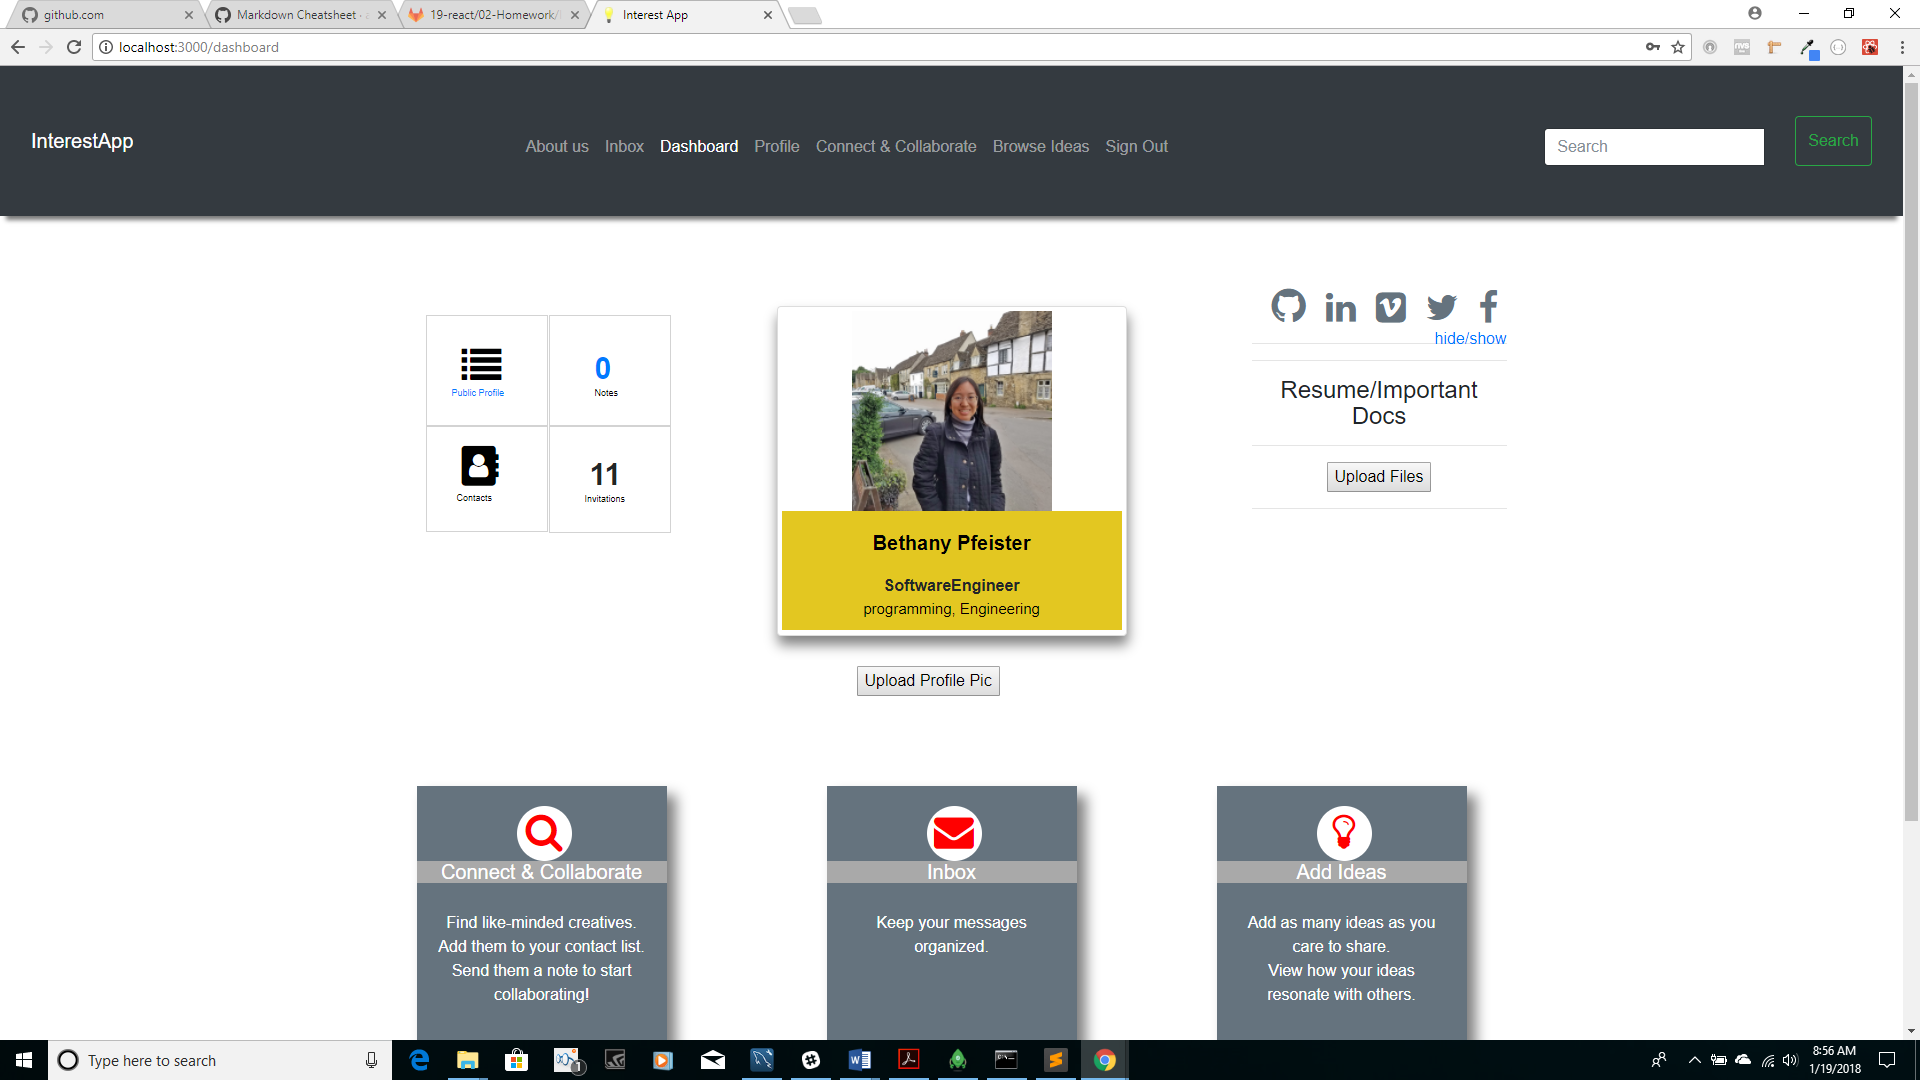 github.com
Markdown Cheatsheet ·
19-react/02-Homework/
Interest App
localhost:3000/dashboard
InterestApp
About us Inbox Dashboard Profile Connect & Collaborate Browse Ideas Sign Out
Search
Search
Public Profile
0
Notes
Contacts
11
Invitations
Bethany Pfeister
SoftwareEngineer
programming, Engineering
Upload Profile Pic
hide/show
Resume/Important
Docs
Upload Files
Connect & Collaborate
Find like-minded creatives.
Add them to your contact list.
Send them a note to start
collaborating!
Inbox
Keep your messages
organized.
Add Ideas
Add as many ideas as you
care to share.
View how your ideas
resonate with others.
Type here to search
1
8:56 AM
1/19/2018